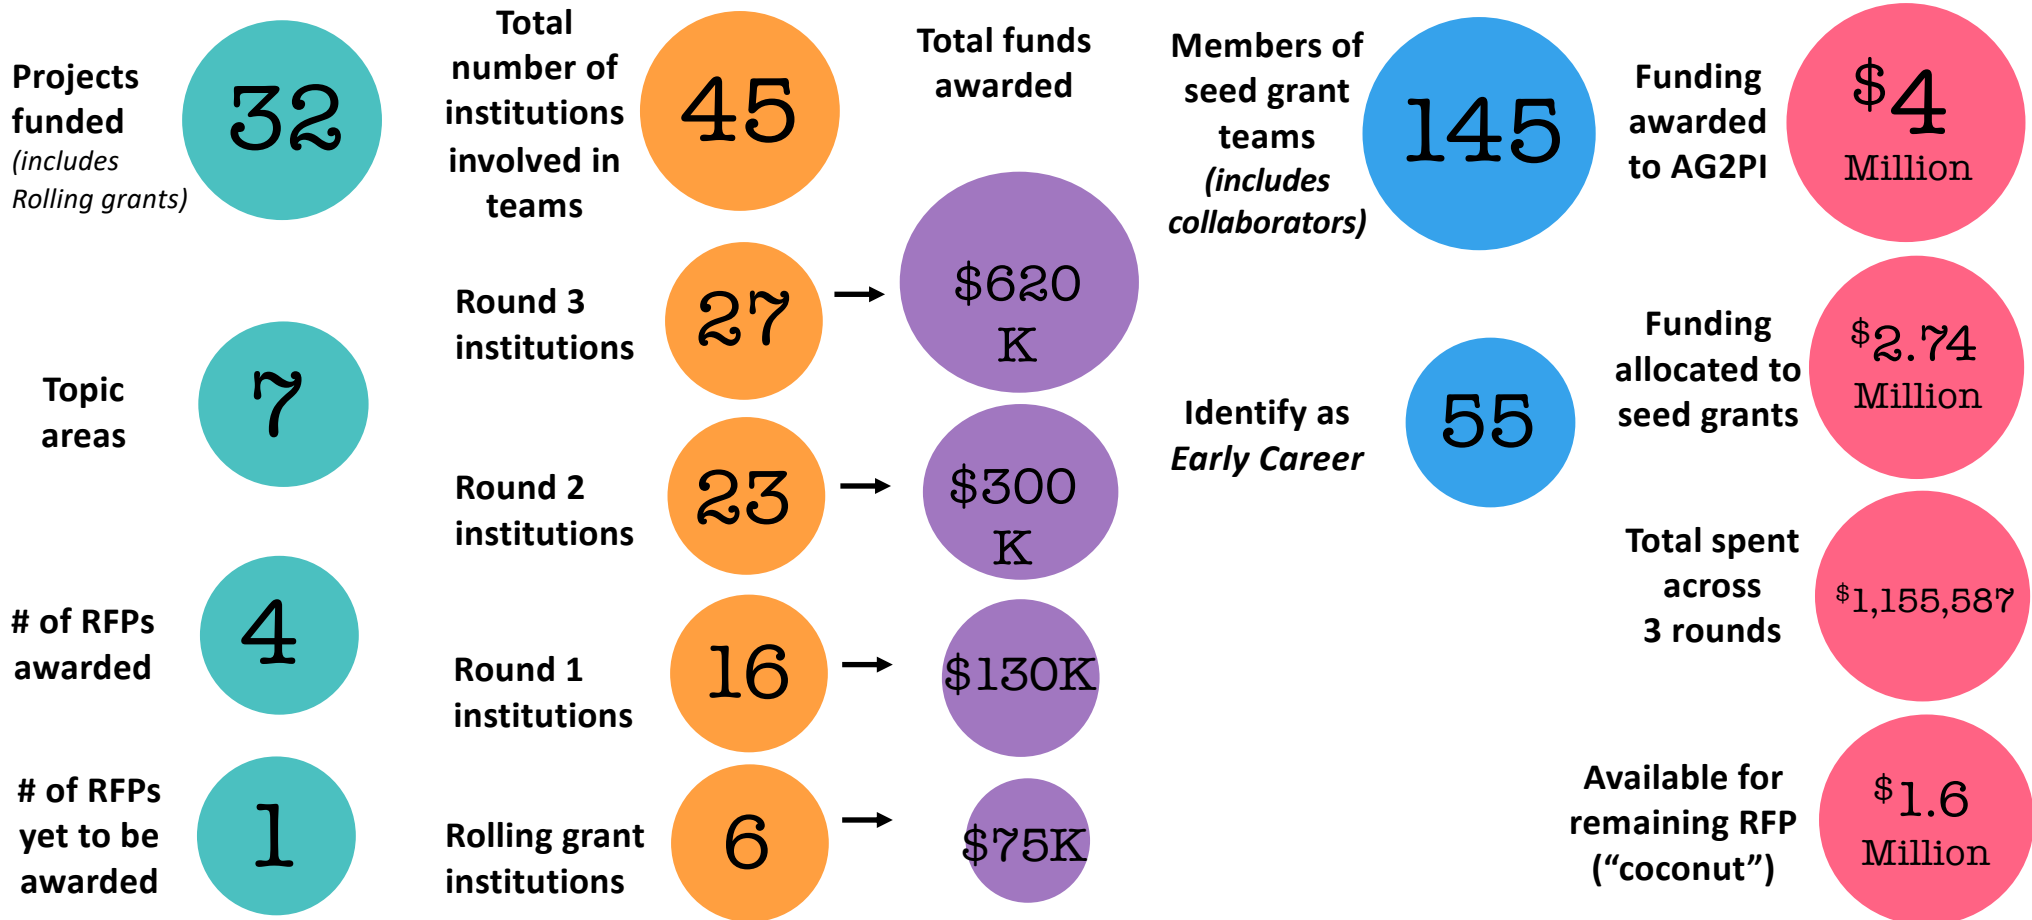 Projects
funded
(includes
Rolling grants)
32
Topic
areas
7
# of RFPs
awarded
4
# of RFPs
yet to be
awarded
1
Total
number of
institutions
involved in
teams
45
Total funds
awarded
Round 3
institutions
27
$620
K
Round 2
institutions
23
$300
K
Round 1
institutions
16
$130K
Rolling grant
institutions
6
$75K
Members of
seed grant
teams
(includes
collaborators)
145
Identify as
Early Career
55
Funding
awarded
to AG2PI
$4
Million
Funding
allocated to
seed grants
$2.74
Million
Total spent
across
3 rounds
$1,155,587
Available for
remaining RFP
(“coconut”)
$1.6
Million